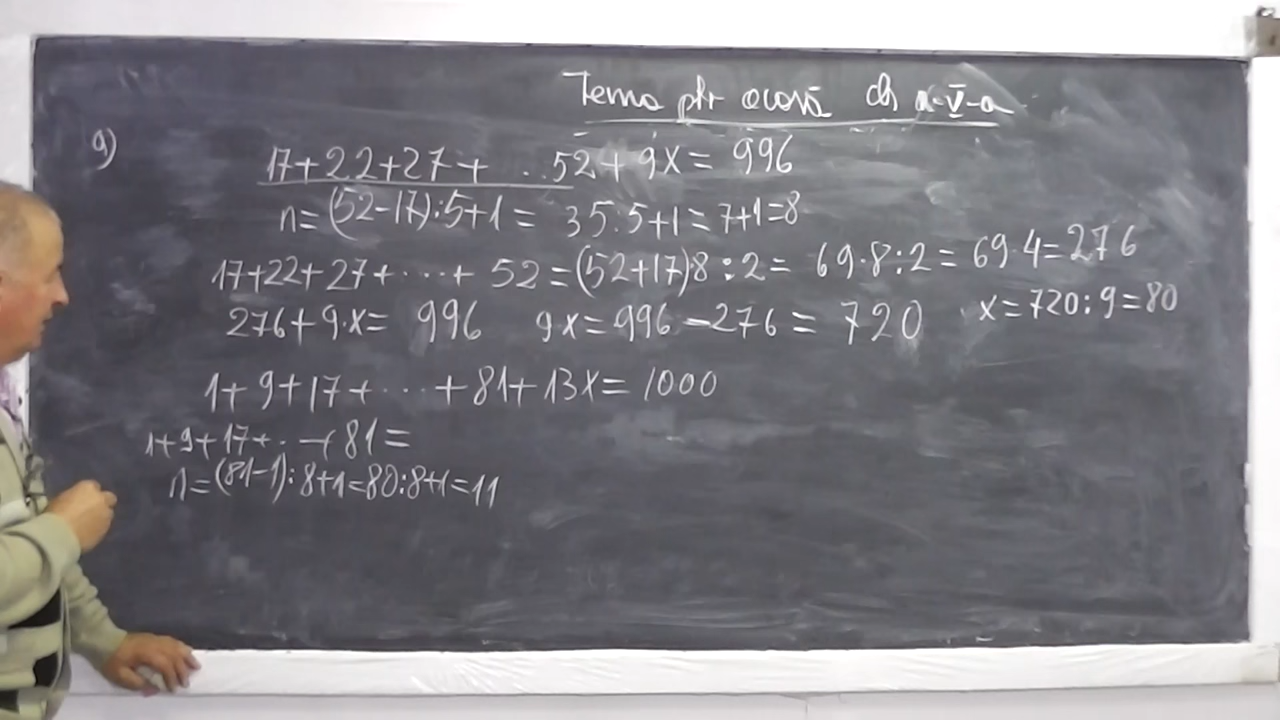 Tema ptr acasă cls a-V-a
9)
17+22+27+ ...52+9x=996
n=(52-17):5+1= 35:5+1=7+1=8
17+22+27+...+ 52=(52+17)·8:2= 69·8:2=69·4=276
276+9·x= 996 9x=996-276= 720 x=720:9=80
1+9+17+...+81+13x=1000
1+9+17+...+81=
n=(81-1):8+1=80:8+1=11